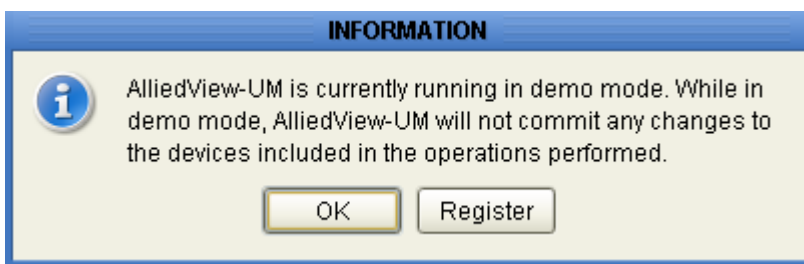 INFORMATION
AlliedView-UM is currently running in demo mode. While in
demo mode, AlliedView-UM will not commit any changes to
the devices included in the operations performed.
OK
Register